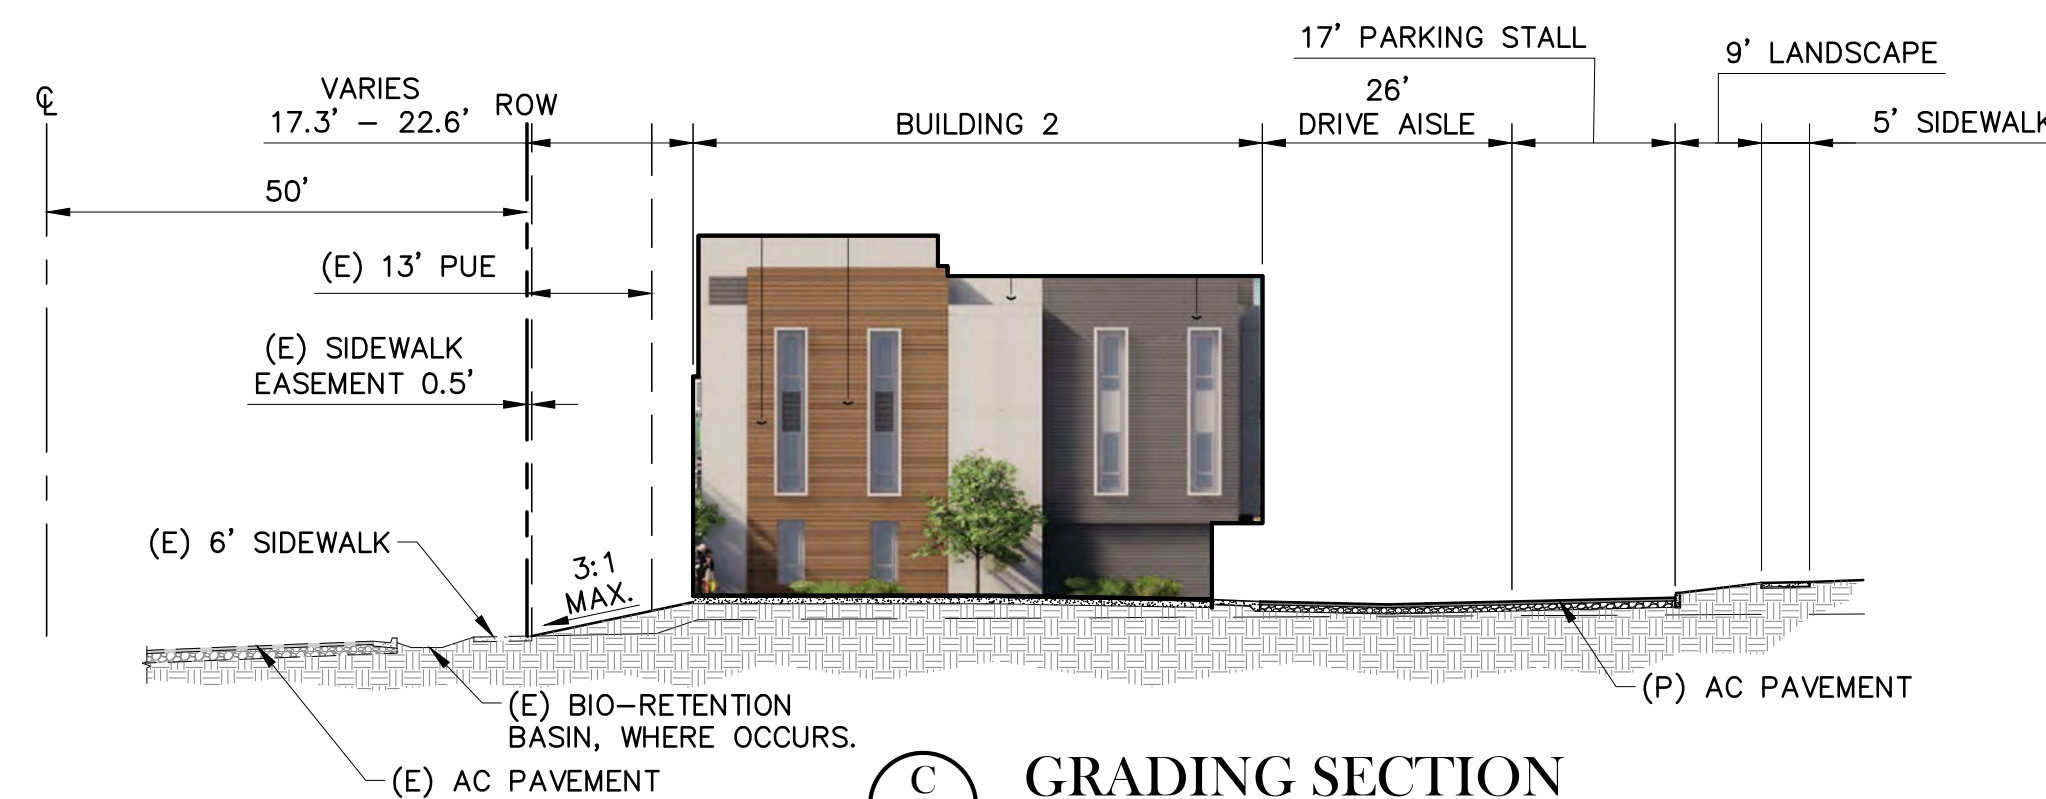 17' PARKING STALL
9' LANDSCAPE
VARIES
17.3' – 22.6'
ROW
26'
DRIVE AISLE
BUILDING 2
5' SIDEWALK
℄
50'
(E) 13' PUE
(E) SIDEWALK
EASEMENT 0.5'
(E) 6' SIDEWALK
3:1
MAX.
(E) BIO–RETENTION
BASIN, WHERE OCCURS.
(E) AC PAVEMENT
(P) AC PAVEMENT
C
GRADING SECTION